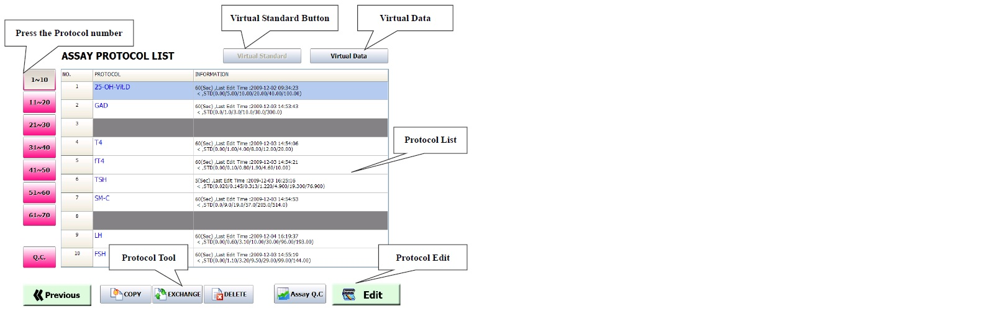 Virtual Standard Button
Virtual Data
Press the Protocol number
ASSAY PROTOCOL LIST
Virtual Standard
Virtual Data
NO. PROTOCOL INFORMATION
1~10
11~20
21~30
31~40
41~50
51~60
61~70
Q.C.
1 25-OH-Vit.D
60(Sec) ,Last Edit Time :2009-12-02 09:34:23
< ,STD(0.00/5.00/10.00/20.00/40.00/100.00)
2 GAD
60(Sec) ,Last Edit Time :2009-12-03 14:53:43
< ,STD(0.0/1.0/3.0/10.0/30.0/300.0)
3
4 T4
60(Sec) ,Last Edit Time :2009-12-03 14:54:06
< ,STD(0.00/1.00/4.00/8.00/12.00/20.00)
5 fT4
60(Sec) ,Last Edit Time :2009-12-03 14:54:21
< ,STD(0.00/0.10/0.80/1.90/4.60/10.00)
6 TSH
5(Sec) ,Last Edit Time :2009-12-03 16:25:16
< ,STD(0.020/0.145/0.313/1.220/4.900/19.300/76.900)
7 SM-C
60(Sec) ,Last Edit Time :2009-12-03 14:54:53
< ,STD(0.0/9.0/19.0/57.0/205.0/514.0)
8
9 LH
60(Sec) ,Last Edit Time :2009-12-04 16:19:37
< ,STD(0.00/0.60/3.10/10.00/30.00/96.00/193.00)
10 FSH
60(Sec) ,Last Edit Time :2009-12-03 14:55:19
< ,STD(0.00/1.10/3.20/9.50/29.00/99.00/144.00)
Protocol List
Protocol Tool
Protocol Edit
Previous
COPY
EXCHANGE
DELETE
Assay Q.C
Edit